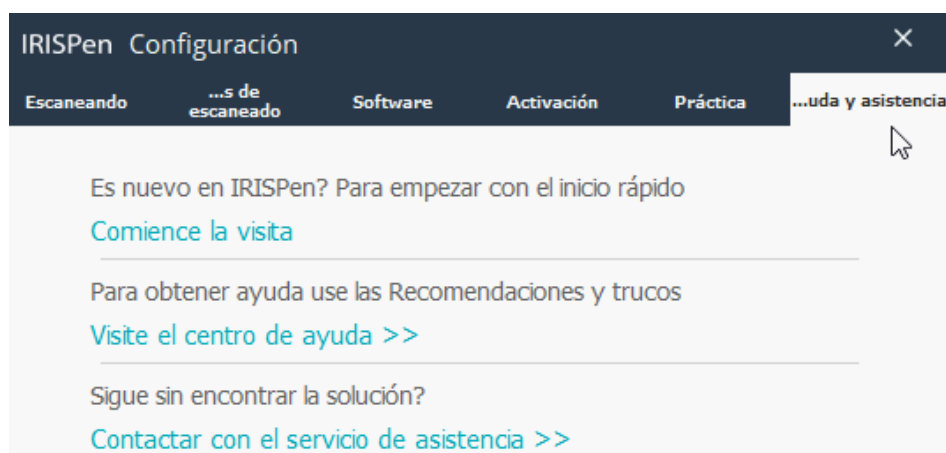 IRISPen Configuración
Escaneando
...s de
escaneado
Software
Activación
Práctica
...uda y asistencia
Es nuevo en IRISPen? Para empezar con el inicio rápido
Comience la visita
Para obtener ayuda use las Recomendaciones y trucos
Visite el centro de ayuda >>
Sigue sin encontrar la solución?
Contactar con el servicio de asistencia >>